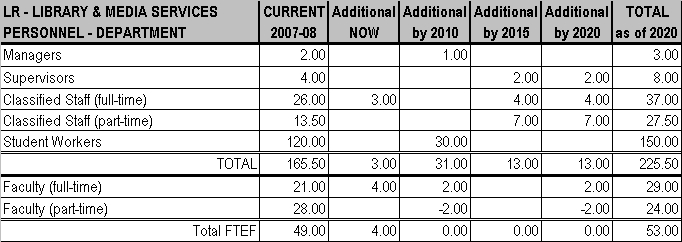 LR - LIBRARY & MEDIA SERVICES CURRENT Additional Additional Additional Additional TOTAL
PERSONNEL - DEPARTMENT 2007-08 NOW by 2010 by 2015 by 2020 as of 2020
Managers 2.00 1.00 3.00
Supervisors 4.00 2.00 2.00 8.00
Classified Staff (full-time) 26.00 3.00 4.00 4.00 37.00
Classified Staff (part-time) 13.50 7.00 7.00 27.50
Student Workers 120.00 30.00 150.00
TOTAL 165.50 3.00 31.00 13.00 13.00 225.50
Faculty (full-time) 21.00 4.00 2.00 2.00 29.00
Faculty (part-time) 28.00 -2.00 -2.00 24.00
Total FTEF 49.00 4.00 0.00 0.00 0.00 53.00